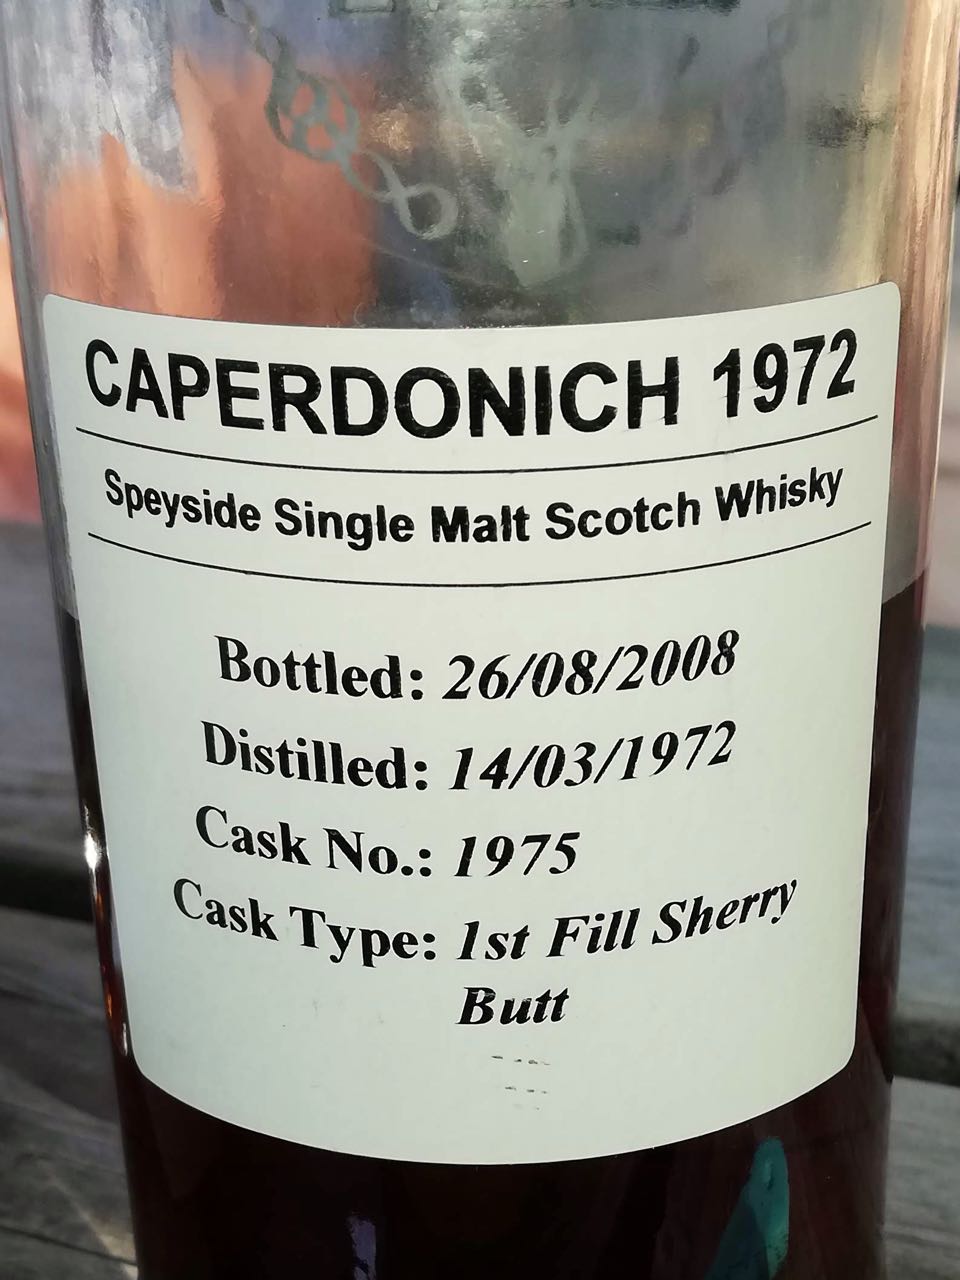 CAPERDONICH 1972
Speyside Single Malt Scotch Whisky
Bottled: 26/08/2008
Distilled: 14/03/1972
Cask No.: 1975
Cask Type: 1st Fill Sherry
Butt